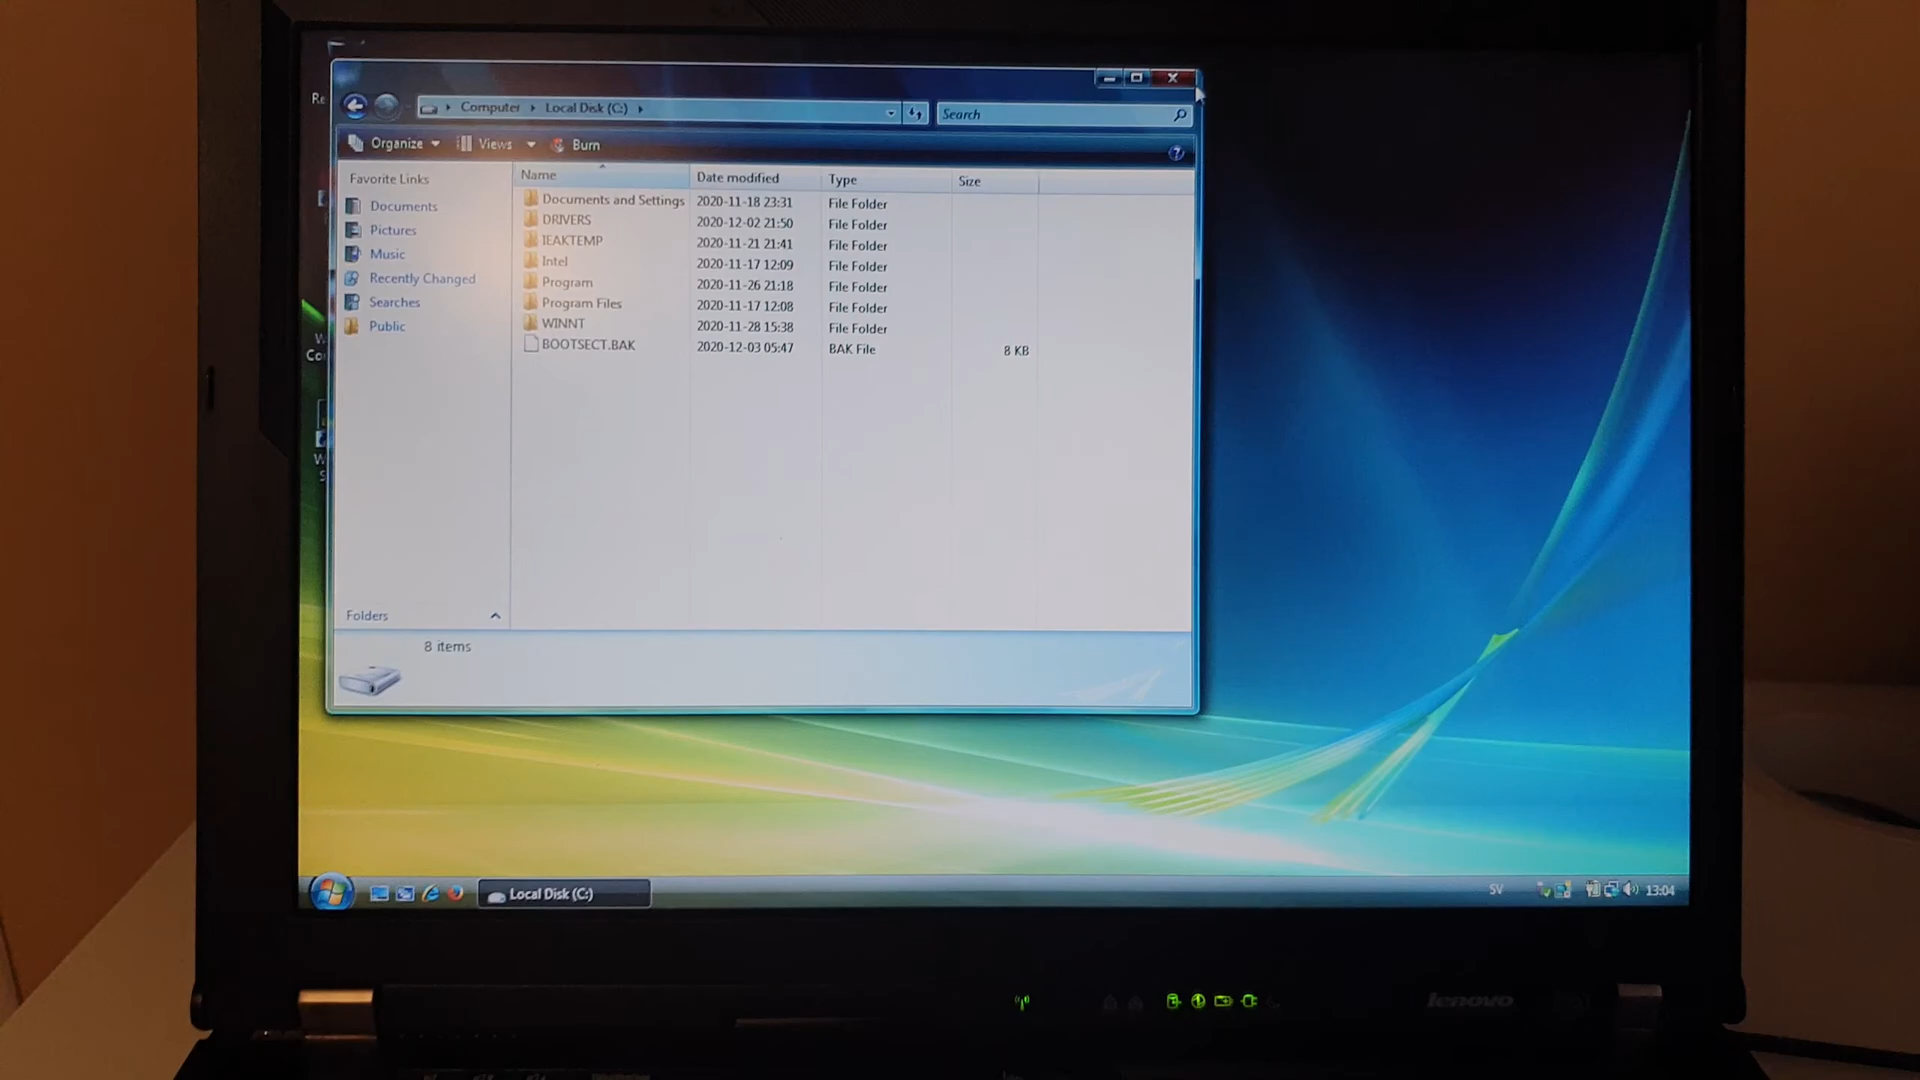 Re
Computer Local Disk (C:)
Search
Organize Views Burn
Favorite Links
Documents
Pictures
Music
Recently Changed
Searches
Public
Folders
Name Date modified Type Size
Documents and Settings 2020-11-18 23:31 File Folder
DRIVERS 2020-12-02 21:50 File Folder
IEAKTEMP 2020-11-21 21:41 File Folder
Intel 2020-11-17 12:09 File Folder
Program 2020-11-26 21:18 File Folder
Program Files 2020-11-17 12:08 File Folder
WINNT 2020-11-28 15:38 File Folder
BOOTSECT.BAK 2020-12-03 05:47 BAK File 8 KB
8 items
Local Disk (C:)
SV
13:04
lenovo